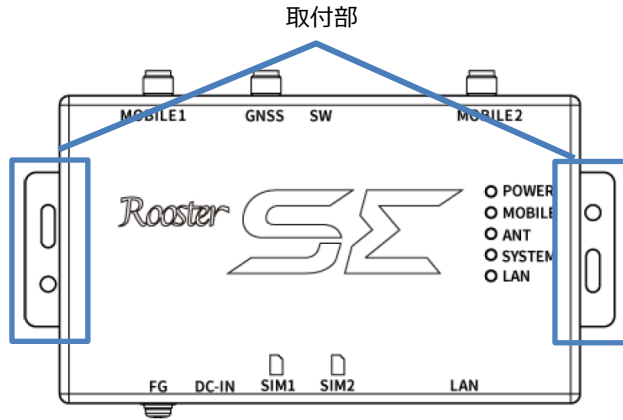 取付部
MOBILE1 GNSS SW MOBILE2
Rooster SE
POWER
MOBILE
ANT
SYSTEM
LAN
FG DC-IN SIM1 SIM2 LAN